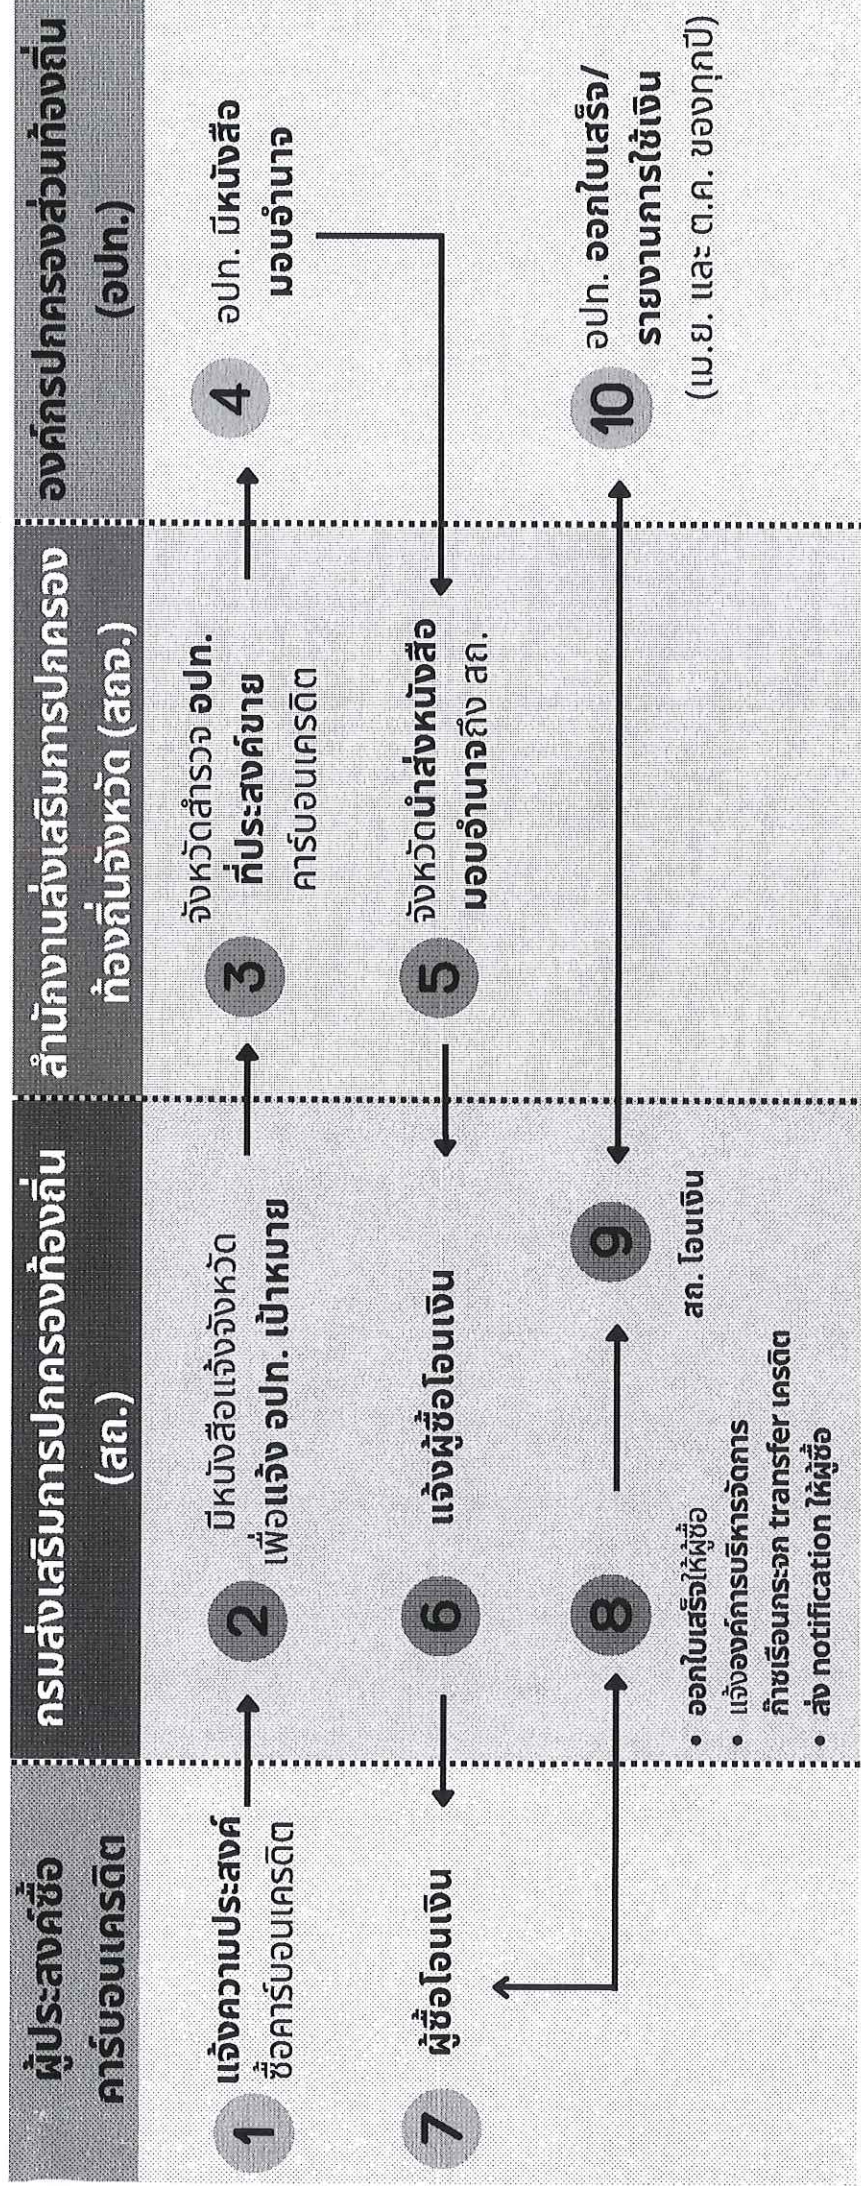 ผู้ประสงค์ซื้อ
คาร์บอนเครดิต
กรมส่งเสริมการปกครองท้องถิ่น
(สถ.)
สำนักงานส่งเสริมการปกครอง
ท้องถิ่นจังหวัด (สถจ.)
องค์กรปกครองส่วนท้องถิ่น
(อปท.)
1
แจ้งความประสงค์
ซื้อคาร์บอนเครดิต
2
มีหนังสือแจ้งจังหวัด
เพื่อแจ้ง อปท. เป้าหมาย
3
จังหวัดสำรวจ อปท.
ที่ประสงค์ขาย
คาร์บอนเครดิต
4
อปท. มีหนังสือ
มอบอำนาจ
5
จังหวัดนำส่งหนังสือ
มอบอำนาจถึง สถ.
6
แจ้งผู้ซื้อโอนเงิน
7
ผู้ซื้อโอนเงิน
8
• ออกใบเสร็จให้ผู้ซื้อ
• แจ้งองค์การบริหารจัดการ
ก๊าซเรือนกระจก transfer เครดิต
• ส่ง notification ให้ผู้ซื้อ
9
สถ. โอนเงิน
10
อปท. ออกใบเสร็จ/
รายงานการใช้เงิน
(เม.ย. และ ต.ค. ของทุกปี)